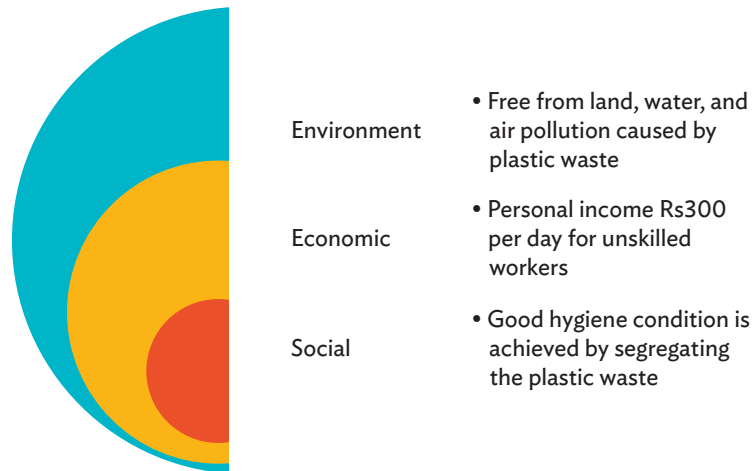 Environment
• Free from land, water, and
air pollution caused by
plastic waste
Economic
• Personal income Rs300
per day for unskilled
workers
Social
• Good hygiene condition is
achieved by segregating
the plastic waste